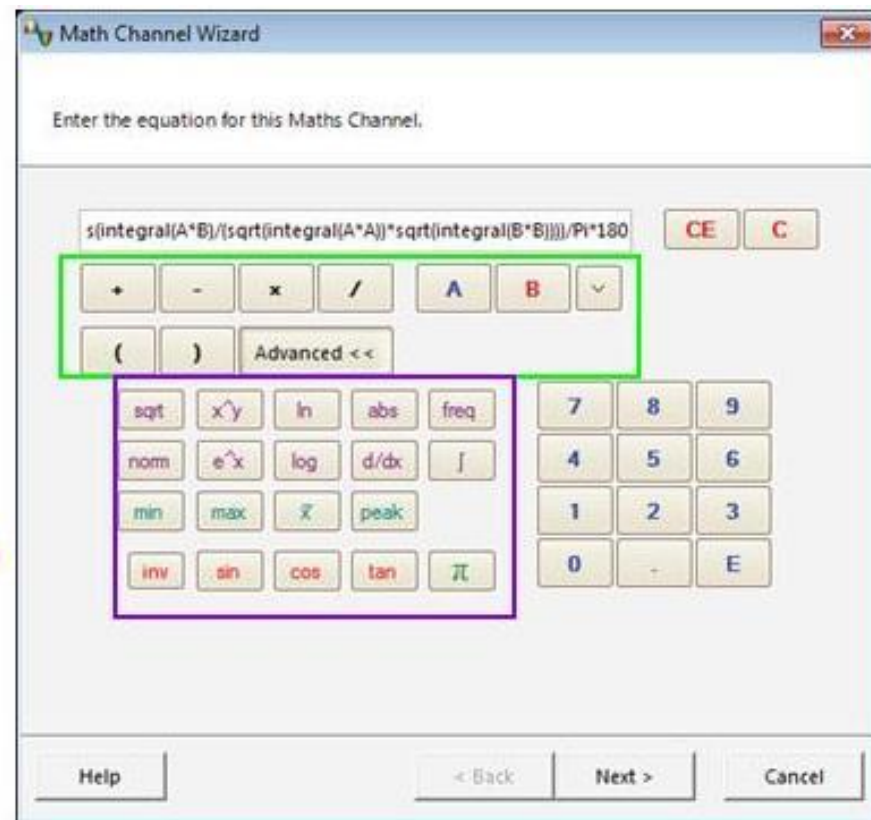 Math Channel Wizard
Enter the equation for this Maths Channel.
s(integral(A*B)/(sqrt(integral(A*A))*sqrt(integral(B*B))))/Pi*180
CE C
+ - × / A B
( ) Advanced <<
sqrt x^y ln abs freq 7 8 9
norm e^x log d/dx ∫ 4 5 6
min max x̄ peak 1 2 3
inv sin cos tan π 0 . E
Help < Back Next > Cancel